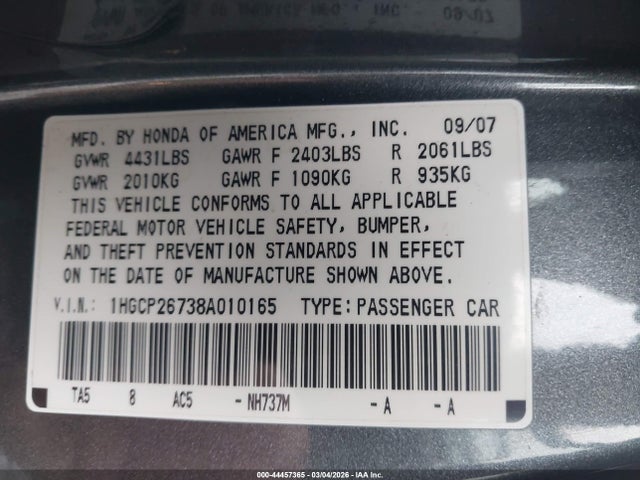 MFD. BY HONDA OF AMERICA MFG., INC. 09/07
GVWR 4431LBS GAWR F 2403LBS R 2061LBS
GVWR 2010KG GAWR F 1090KG R 935KG
THIS VEHICLE CONFORMS TO ALL APPLICABLE
FEDERAL MOTOR VEHICLE SAFETY, BUMPER,
AND THEFT PREVENTION STANDARDS IN EFFECT
ON THE DATE OF MANUFACTURE SHOWN ABOVE.
V.I.N.: 1HGCP26738A010165 TYPE: PASSENGER CAR
TA5 8 AC5 - NH737M - A - A
000-44457365 - 03/04/2026 - IAA Inc.